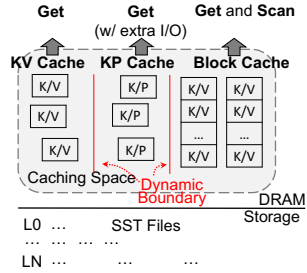 Get Get Get and Scan
(w/ extra I/O)
KV Cache KP Cache Block Cache
K/V K/P K/V K/V
K/V K/V
K/V K/P ... ...
K/V K/P K/V K/V
Caching Space Dynamic
Boundary
DRAM
Storage
L0 ... SST Files
... ... ... ...
LN ... ... ...